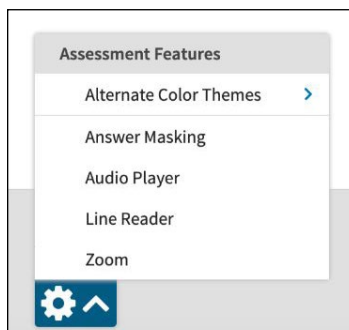 Assessment Features
Alternate Color Themes
Answer Masking
Audio Player
Line Reader
Zoom